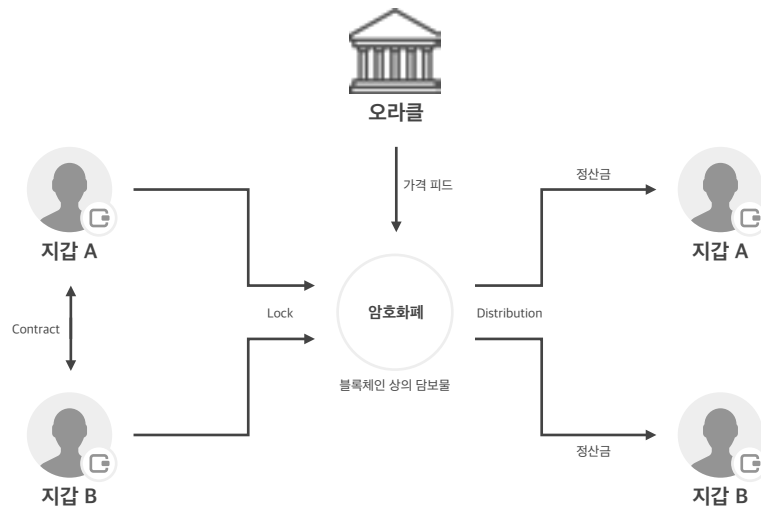 오라클
가격 피드
정산금
지갑 A
지갑 A
Contract
Lock
암호화폐
Distribution
블록체인 상의 담보물
정산금
지갑 B
지갑 B